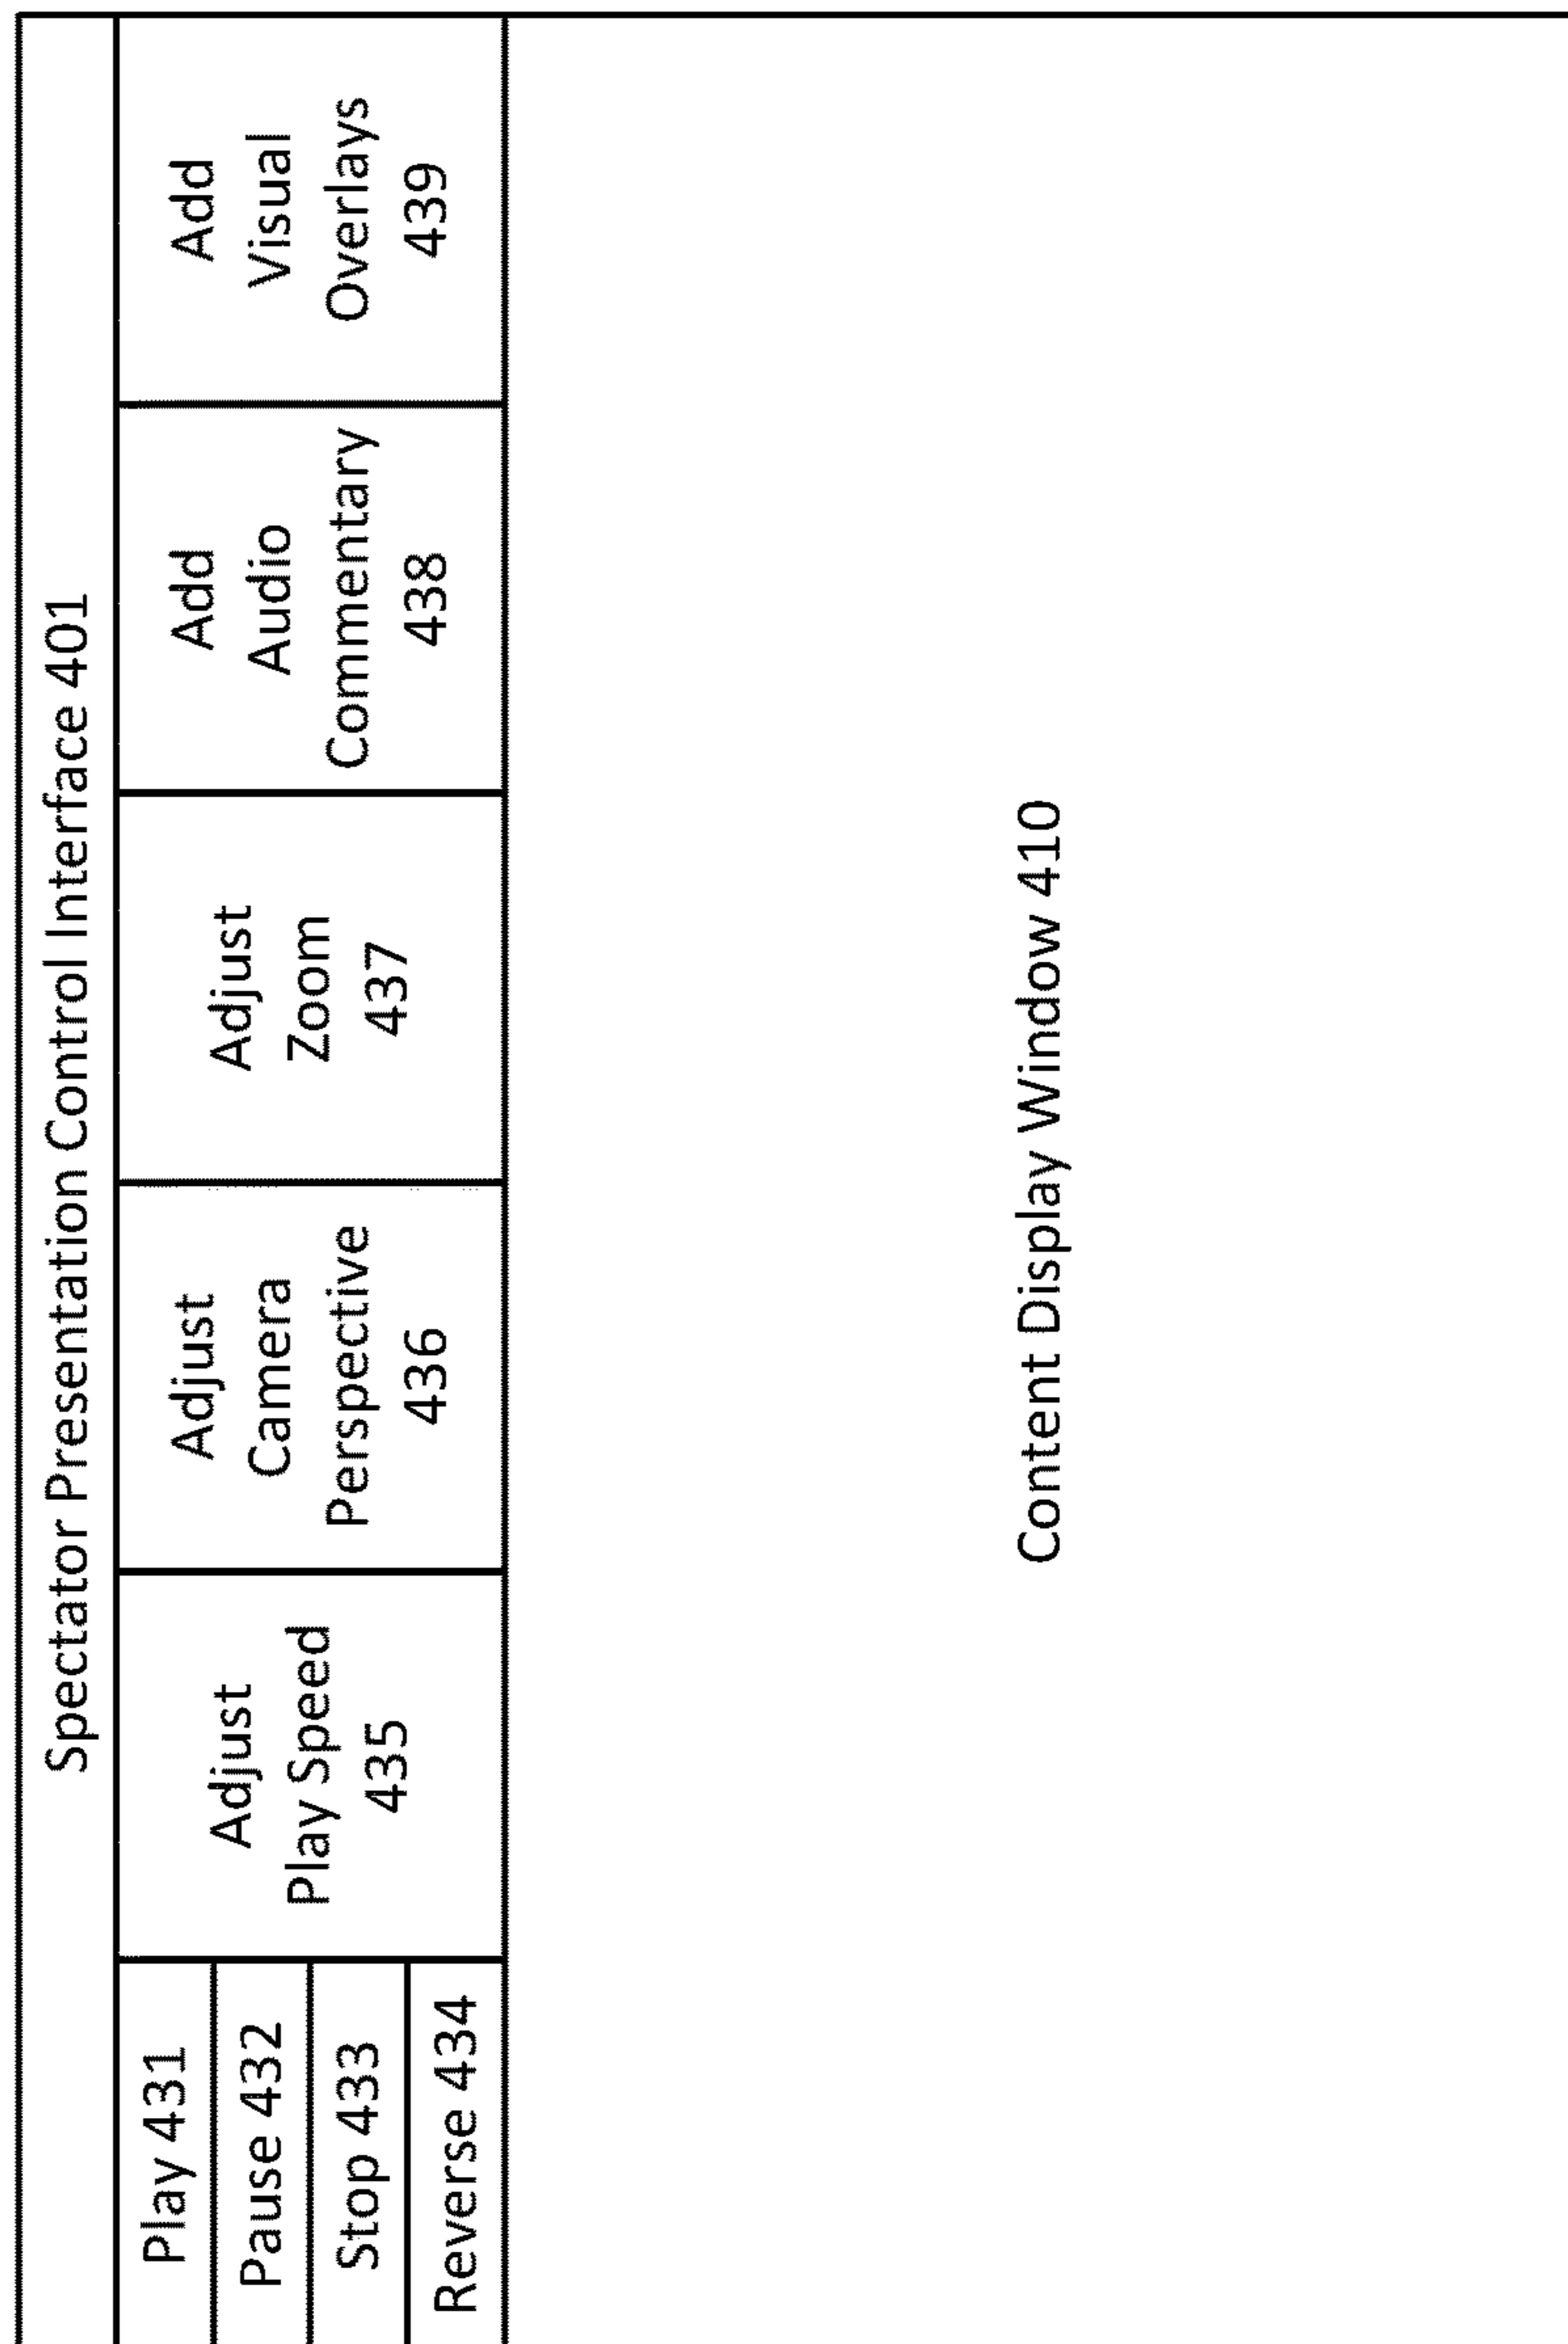 Spectator Presentation Control Interface 401
Play 431
Pause 432
Stop 433
Reverse 434
Adjust
Play Speed
435
Adjust
Camera
Perspective
436
Adjust
Zoom
437
Add
Audio
Commentary
438
Add
Visual
Overlays
439
Content Display Window 410